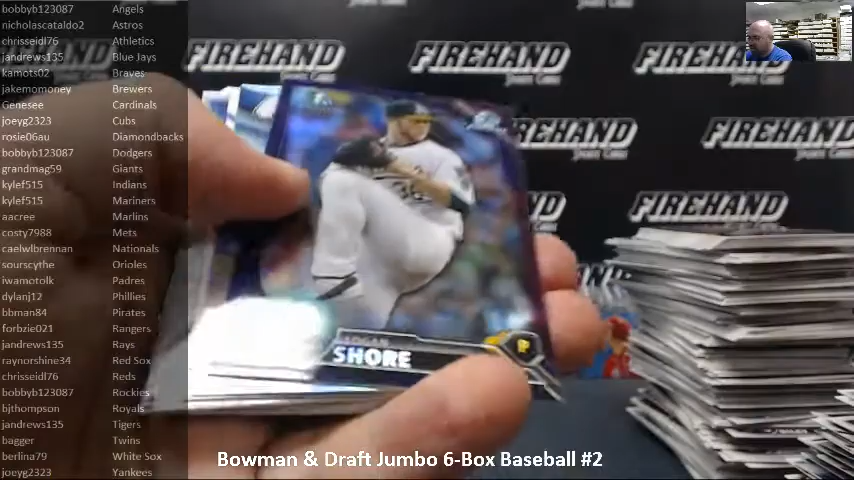 bobbyb123087 Angels
nicholascataldo2 Astros
chrisseidl76 Athletics
jandrews135 Blue Jays
kamots02 Braves
jakemomoney Brewers
Genesee Cardinals
joeyg2323 Cubs
rosie06au Diamondbacks
bobbyb123087 Dodgers
grandmag59 Giants
kylef515 Indians
kylef515 Mariners
aacree Marlins
costy7988 Mets
caelwlbrennan Nationals
sourscythe Orioles
iwamotolk Padres
dylanj12 Phillies
bbman84 Pirates
forbzie021 Rangers
jandrews135 Rays
raynorshine34 Red Sox
chrisseidl76 Reds
bobbyb123087 Rockies
bjthompson Royals
jandrews135 Tigers
bagger Twins
berlina79 White Sox
joeyg2323 Yankees
FIREHAND
FIREHAND
FIREHAND
FIREHAND
FIREHAND
FIREHAND
FIREHAND
LOGAN
SHORE
Bowman & Draft Jumbo 6-Box Baseball #2